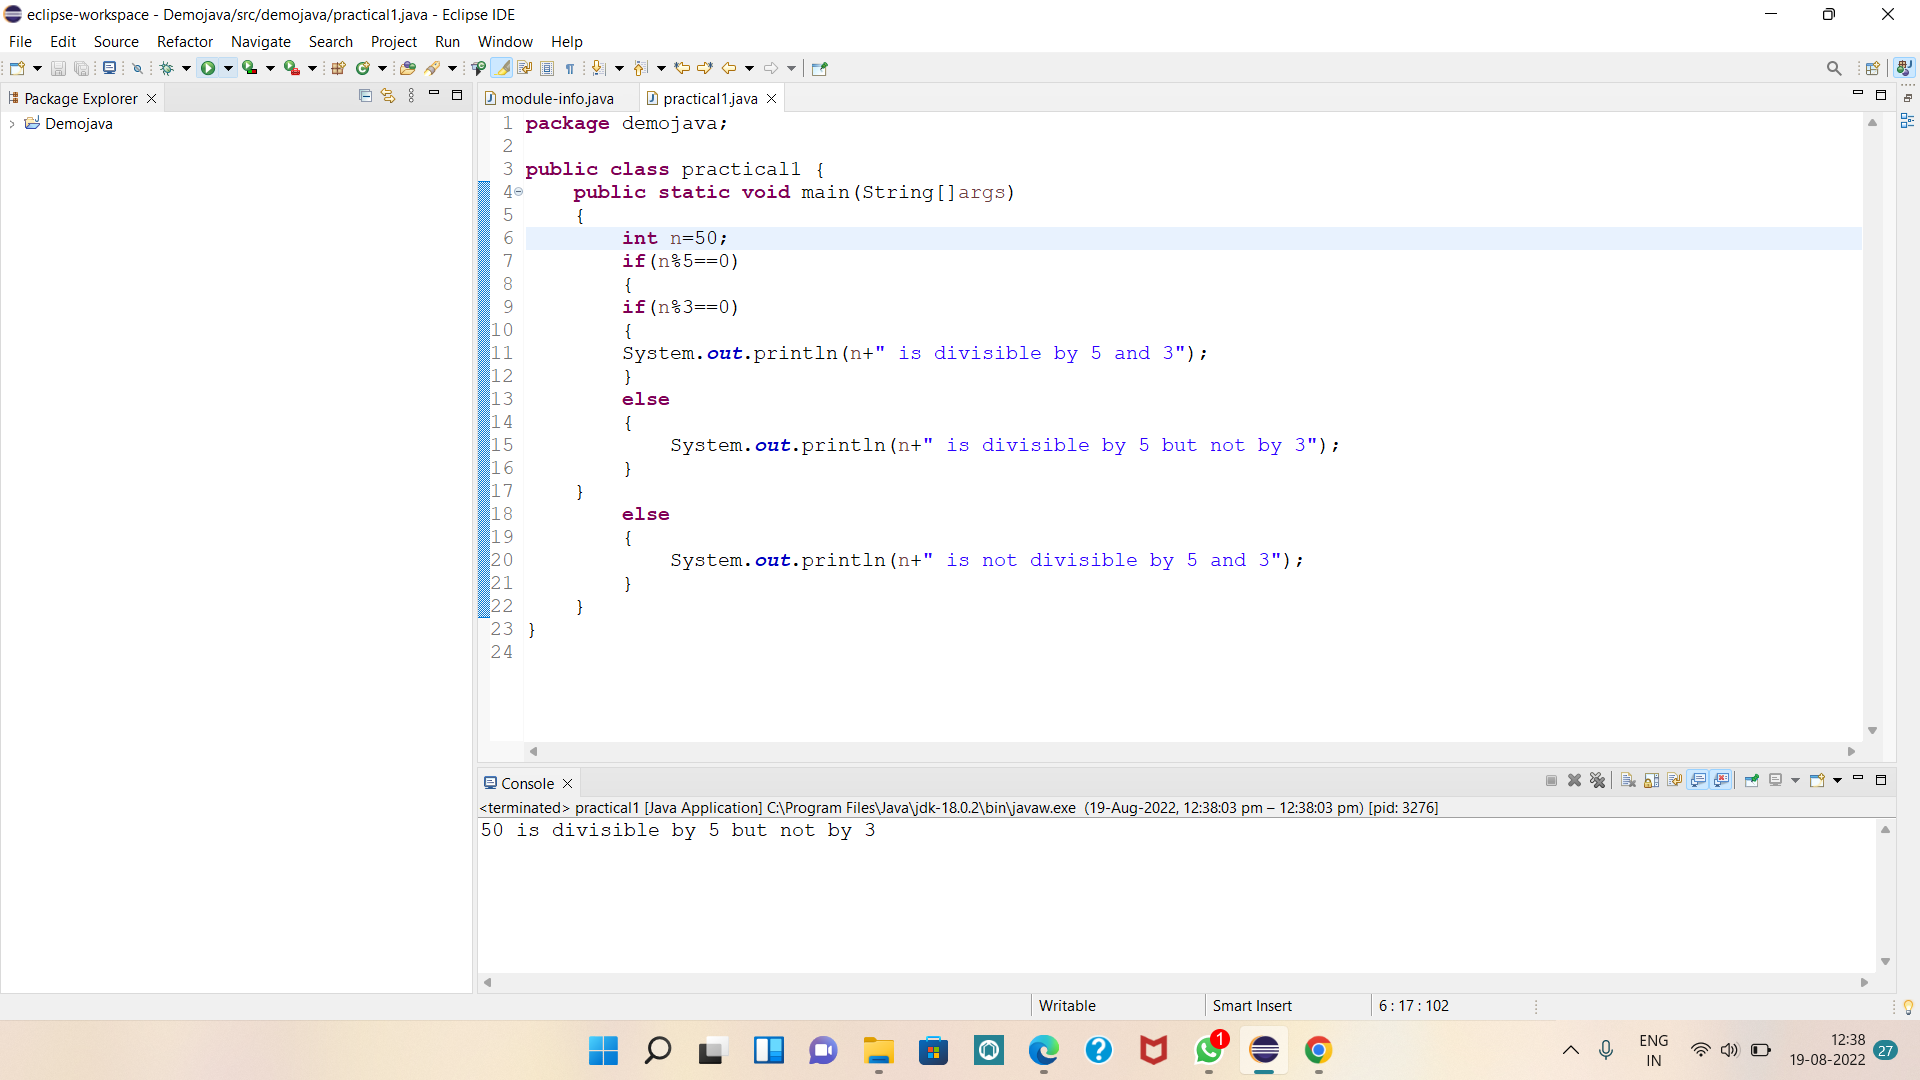 eclipse-workspace - Demojava/src/demojava/practical1.java - Eclipse IDE
File Edit Source Refactor Navigate Search Project Run Window Help
Package Explorer
Demojava
module-info.java practical1.java
1 package demojava;
2
3 public class practical1 {
4 public static void main(String[]args)
5 {
6 int n=50;
7 if(n%5==0)
8 {
9 if(n%3==0)
10 {
11 System.out.println(n+" is divisible by 5 and 3");
12 }
13 else
14 {
15 System.out.println(n+" is divisible by 5 but not by 3");
16 }
17 }
18 else
19 {
20 System.out.println(n+" is not divisible by 5 and 3");
21 }
22 }
23 }
24
Console
<terminated> practical1 [Java Application] C:\Program Files\Java\jdk-18.0.2\bin\javaw.exe (19-Aug-2022, 12:38:03 pm – 12:38:03 pm) [pid: 3276]
50 is divisible by 5 but not by 3
Writable Smart Insert 6 : 17 : 102
1
ENG
IN
12:38
19-08-2022
27